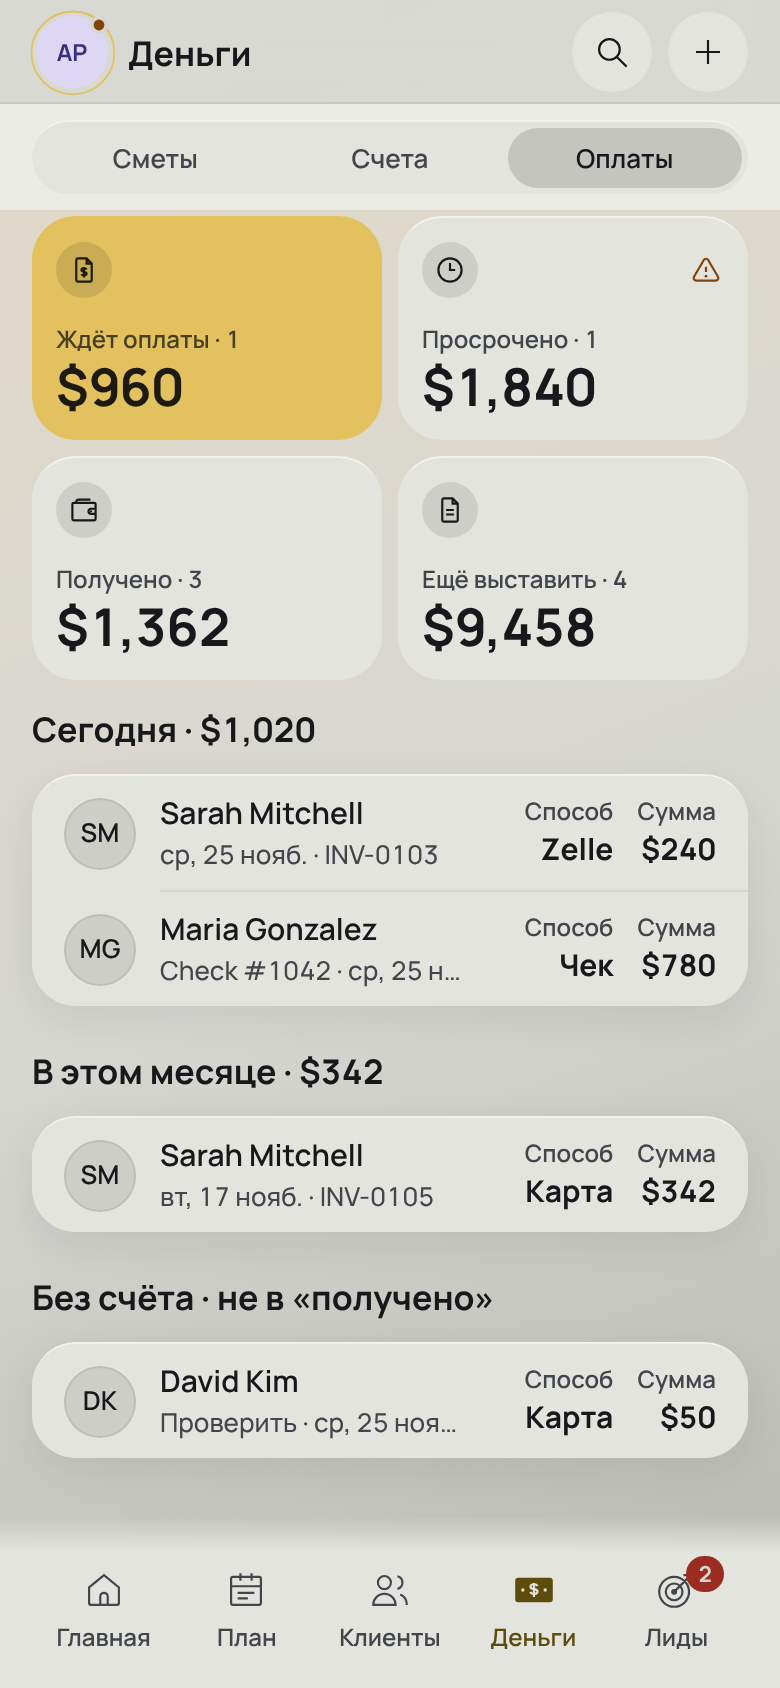 AP
Деньги
Сметы
Счета
Оплаты
Ждёт оплаты · 1
$960
Просрочено · 1
$1,840
Получено · 3
$1,362
Ещё выставить · 4
$9,458
Сегодня · $1,020
SM
Sarah Mitchell
ср, 25 нояб. · INV-0103
Способ
Zelle
Сумма
$240
MG
Maria Gonzalez
Check #1042 · ср, 25 н...
Способ
Чек
Сумма
$780
В этом месяце · $342
SM
Sarah Mitchell
вт, 17 нояб. · INV-0105
Способ
Карта
Сумма
$342
Без счёта · не в «получено»
DK
David Kim
Проверить · ср, 25 ноя...
Способ
Карта
Сумма
$50
Главная
План
Клиенты
Деньги
2
Лиды